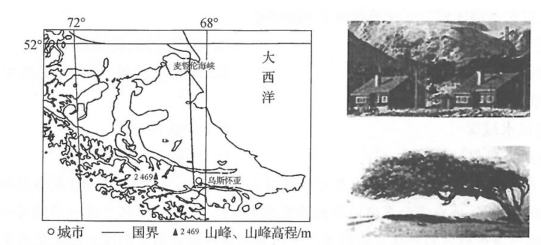 72° 68°
52°
麦哲伦海峡
大西洋
▲2 469
乌斯怀亚
○城市 — 国界 ▲2 469 山峰、山峰高程/m